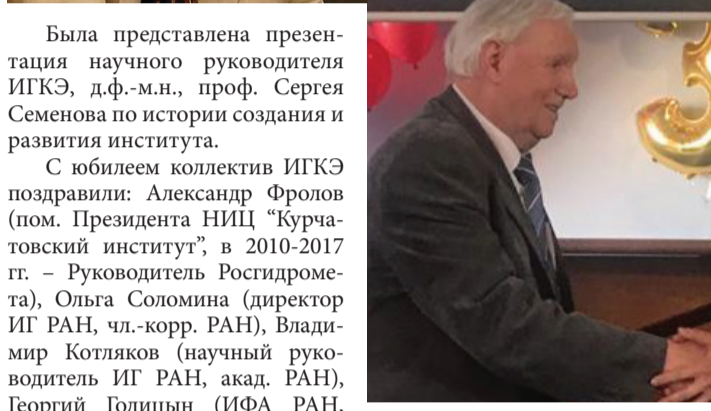 Была представлена презен-
тация научного руководителя
ИГКЭ, д.ф.-м.н., проф. Сергея
Семенова по истории создания и
развития института.
С юбилеем коллектив ИГКЭ
поздравили: Александр Фролов
(пом. Президента НИЦ “Курча-
товский институт”, в 2010-2017
гг. – Руководитель Росгидроме-
та), Ольга Соломина (директор
ИГ РАН, чл.-корр. РАН), Влади-
мир Котляков (научный руко-
водитель ИГ РАН, акад. РАН),
Георгий Голицын (ИФА РАН,
3